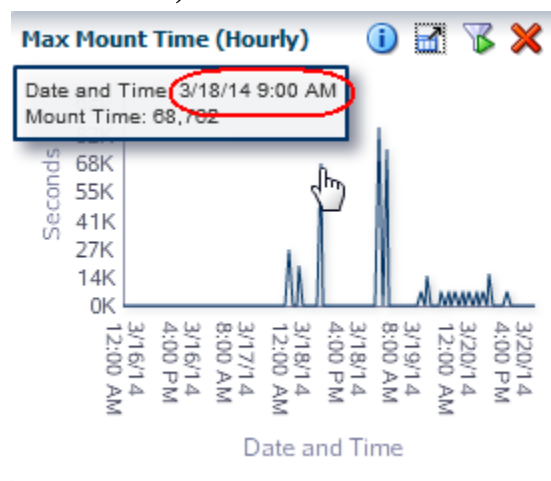 Max Mount Time (Hourly)
Date and Time: 3/18/14 9:00 AM
Mount Time: 68,702
Seconds
68K
55K
41K
27K
14K
0K
3/16/14 12:00 AM
3/16/14 4:00 PM
3/17/14 8:00 AM
3/18/14 12:00 AM
3/18/14 4:00 PM
3/19/14 8:00 AM
3/20/14 12:00 AM
3/20/14 4:00 PM
Date and Time